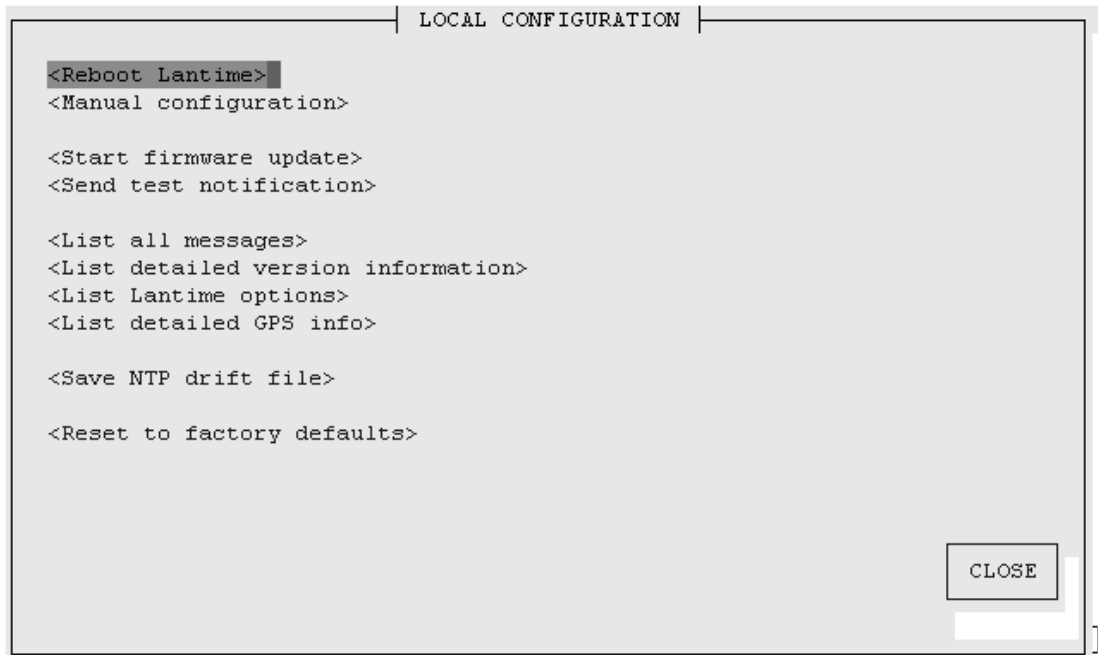 LOCAL CONFIGURATION
<Reboot Lantime>
<Manual configuration>
<Start firmware update>
<Send test notification>
<List all messages>
<List detailed version information>
<List Lantime options>
<List detailed GPS info>
<Save NTP drift file>
<Reset to factory defaults>
CLOSE